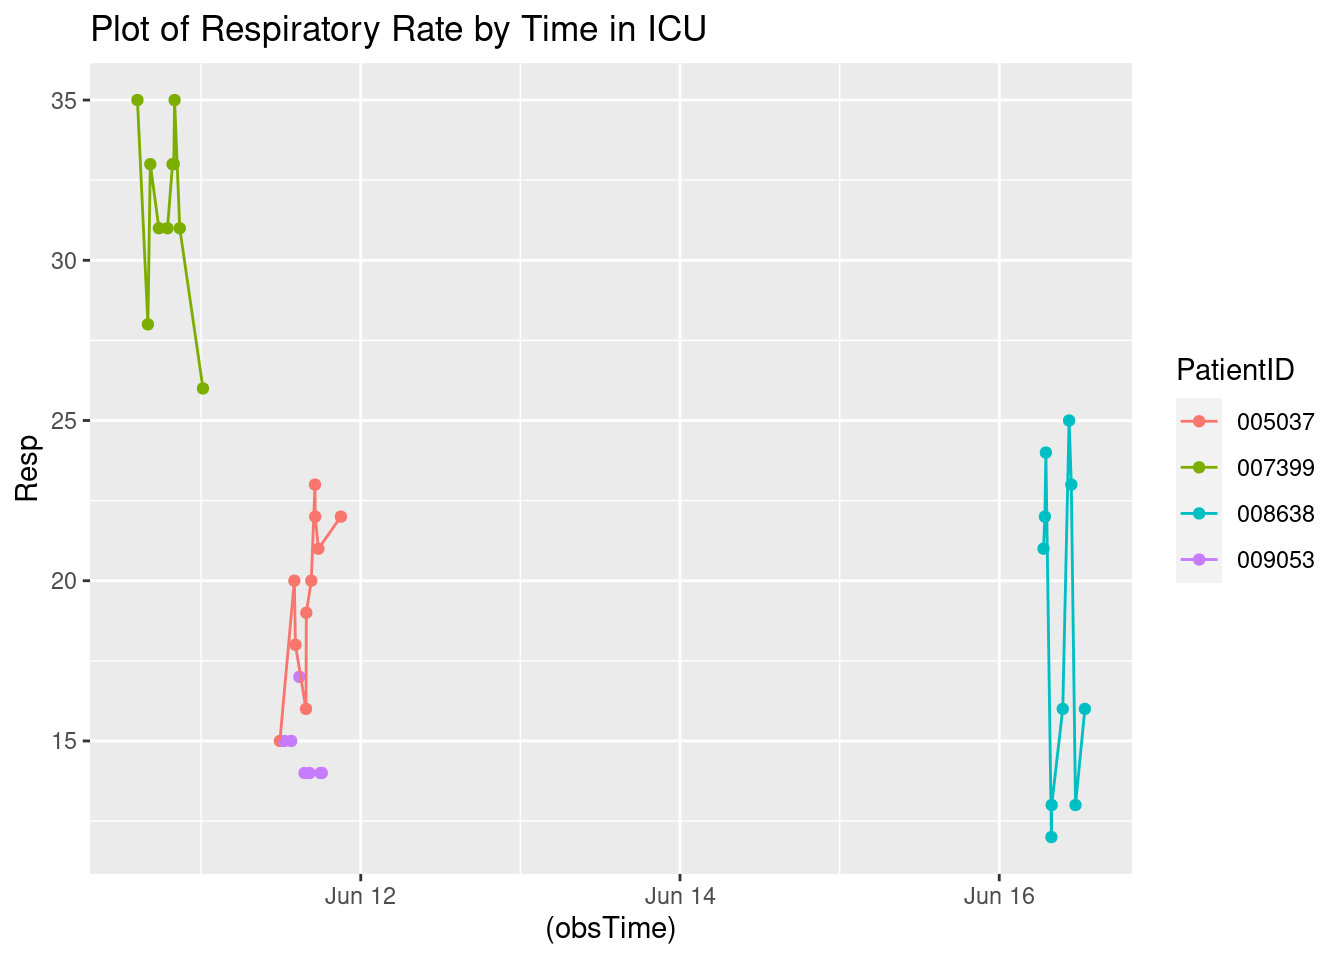 Plot of Respiratory Rate by Time in ICU
35
30
25
20
15
Resp
Jun 12
Jun 14
Jun 16
(obsTime)
PatientID
005037
007399
008638
009053